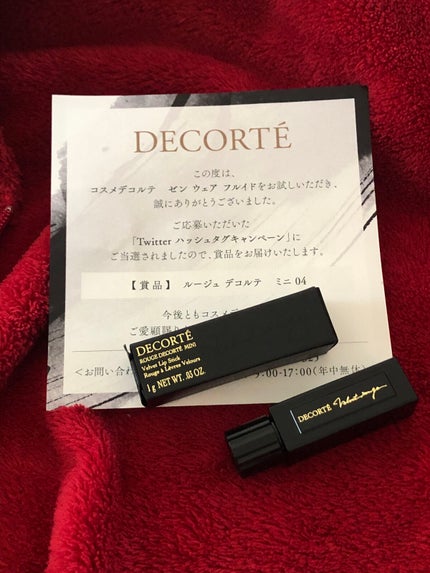 DECORTÉ
この度は、
コスメデコルテ ゼン ウェア フルイドをお試しいただき、
誠にありがとうございました。
ご応募いただいた
「Twitter ハッシュタグキャンペーン」に
ご当選されましたので、賞品をお届けいたします。
【賞品】 ルージュ デコルテ ミニ 04
今後ともコスメデ
ご愛顧賜り
<お問い合わ
9:00-17:00(年中無休)
DECORTÉ
ROUGE DECORTÉ MINI
Velvet Lip Stick
Rouge à Lèvres Velours
1 g NET WT. .03 OZ.
DECORTÉ